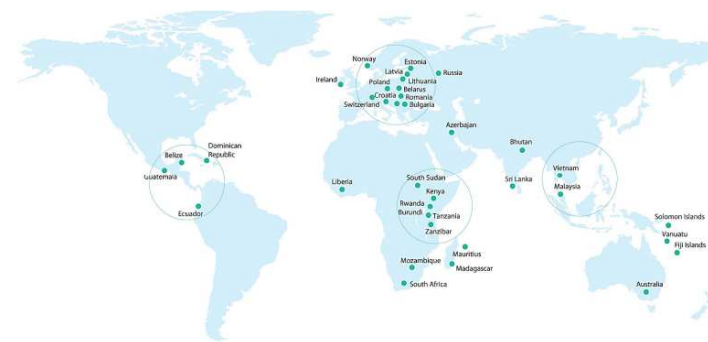 Norway
Estonia
Latvia
Russia
Ireland
Poland
Lithuania
Belarus
Croatia
Romania
Switzerland
Bulgaria
Azerbaijan
Dominican
Republic
Belize
Guatemala
Ecuador
Bhutan
Sri Lanka
Vietnam
Malaysia
Liberia
South Sudan
Kenya
Rwanda
Burundi
Tanzania
Zanzibar
Mauritius
Mozambique
Madagascar
South Africa
Solomon Islands
Vanuatu
Fiji Islands
Australia